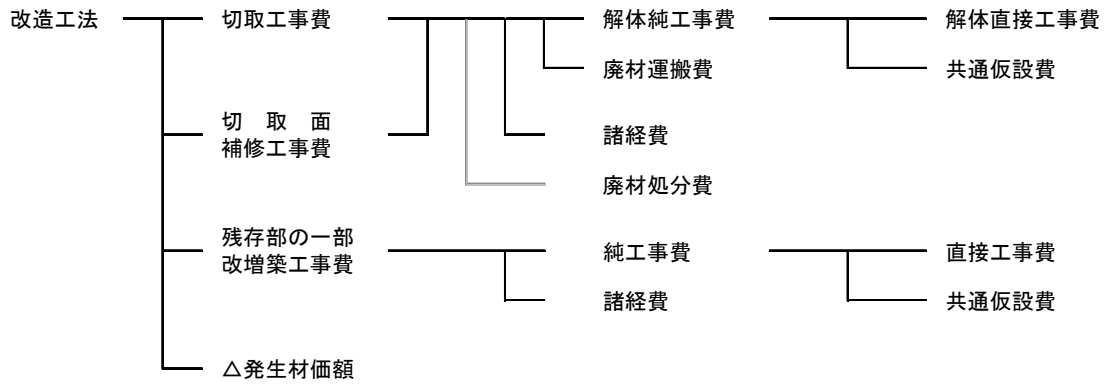 改造工法 切取工事費 解体純工事費 解体直接工事費
廃材運搬費 共通仮設費
切 取 面
補修工事費
諸経費
廃材処分費
残存部の一部
改増築工事費
純工事費 直接工事費
諸経費 共通仮設費
△発生材価額